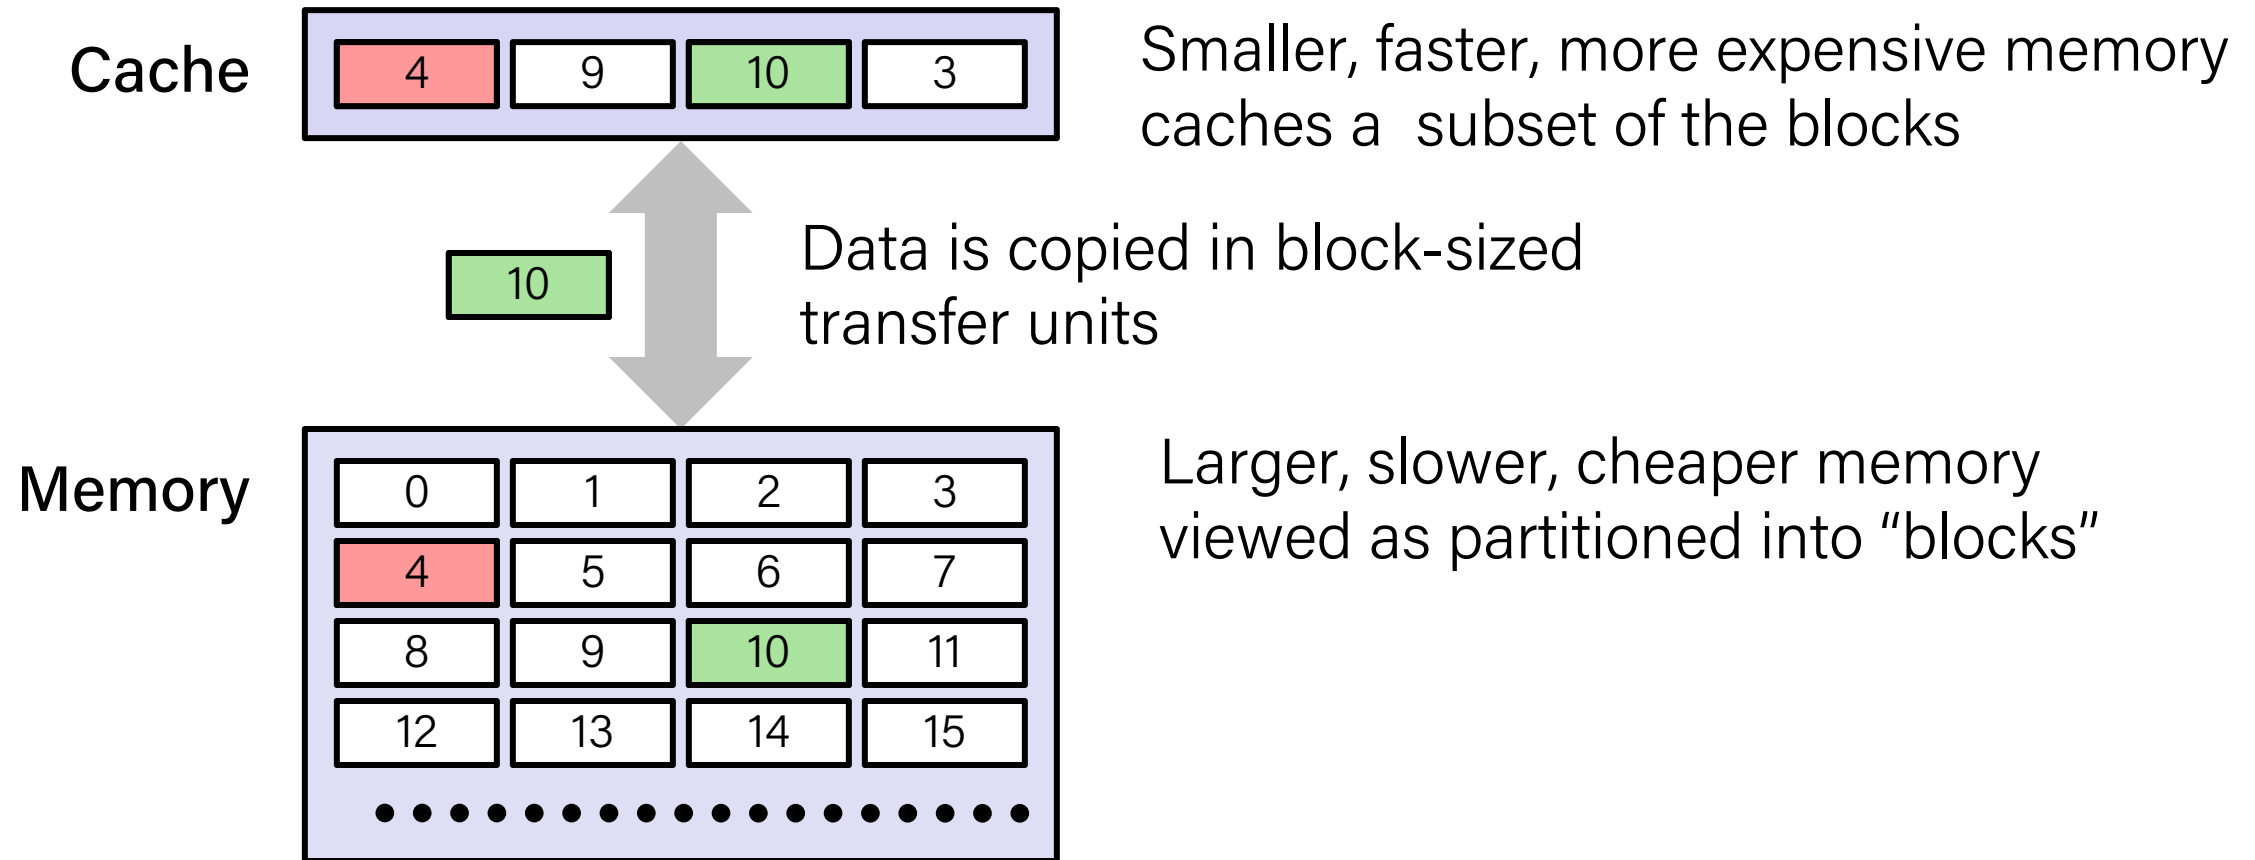 Cache
4 9 10 3
Smaller, faster, more expensive memory
caches a  subset of the blocks
10
Data is copied in block-sized
transfer units
Memory
0 1 2 3
4 5 6 7
8 9 10 11
12 13 14 15
Larger, slower, cheaper memory
viewed as partitioned into “blocks”